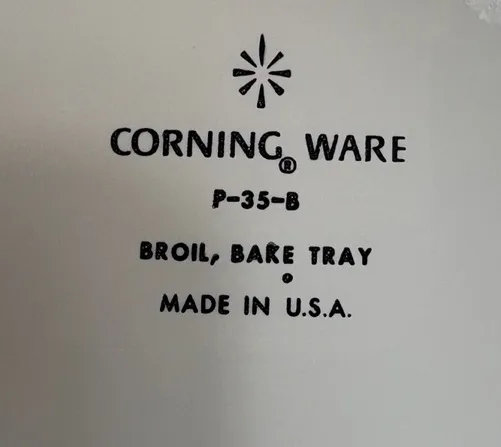 CORNING® WARE
P-35-B
BROIL, BAKE TRAY
MADE IN U.S.A.